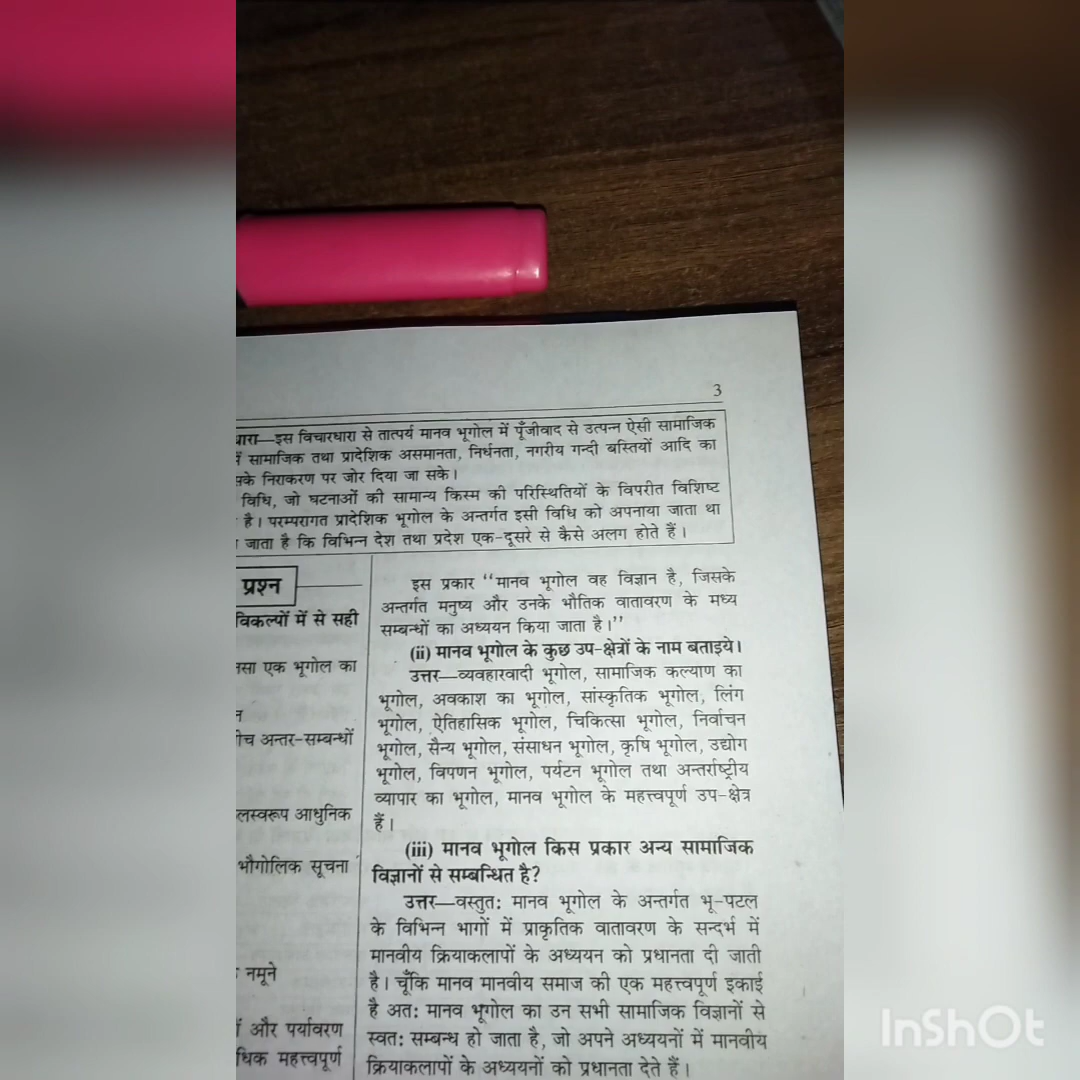 3
धारा—इस विचारधारा से तात्पर्य मानव भूगोल में पूँजीवाद से उत्पन्न ऐसी सामाजिक
में सामाजिक तथा प्रादेशिक असमानता, निर्धनता, नगरीय गन्दी बस्तियों आदि का
सके निराकरण पर जोर दिया जा सके।
विधि, जो घटनाओं की सामान्य किस्म की परिस्थितियों के विपरीत विशिष्ट
है। परम्परागत प्रादेशिक भूगोल के अन्तर्गत इसी विधि को अपनाया जाता था
जाता है कि विभिन्न देश तथा प्रदेश एक-दूसरे से कैसे अलग होते हैं।
प्रश्न
विकल्पों में से सही
सा एक भूगोल का
अन्तर-सम्बन्धों
आधुनिक
भौगोलिक सूचना
नमूने
और पर्यावरण
महत्त्वपूर्ण
इस प्रकार "मानव भूगोल वह विज्ञान है, जिसके
अन्तर्गत मनुष्य और उनके भौतिक वातावरण के मध्य
सम्बन्धों का अध्ययन किया जाता है।"
(ii) मानव भूगोल के कुछ उप-क्षेत्रों के नाम बताइये।
उत्तर—व्यवहारवादी भूगोल, सामाजिक कल्याण का
भूगोल, अवकाश का भूगोल, सांस्कृतिक भूगोल, लिंग
भूगोल, ऐतिहासिक भूगोल, चिकित्सा भूगोल, निर्वाचन
भूगोल, सैन्य भूगोल, संसाधन भूगोल, कृषि भूगोल, उद्योग
भूगोल, विपणन भूगोल, पर्यटन भूगोल तथा अन्तर्राष्ट्रीय
व्यापार का भूगोल, मानव भूगोल के महत्त्वपूर्ण उप-क्षेत्र
हैं।
(iii) मानव भूगोल किस प्रकार अन्य सामाजिक
विज्ञानों से सम्बन्धित है?
उत्तर—वस्तुतः मानव भूगोल के अन्तर्गत भू-पटल
के विभिन्न भागों में प्राकृतिक वातावरण के सन्दर्भ में
मानवीय क्रियाकलापों के अध्ययन को प्रधानता दी जाती
है। चूँकि मानव मानवीय समाज की एक महत्त्वपूर्ण इकाई
है अतः मानव भूगोल का उन सभी सामाजिक विज्ञानों से
स्वतः सम्बन्ध हो जाता है, जो अपने अध्ययनों में मानवीय
क्रियाकलापों के अध्ययनों को प्रधानता देते हैं।
InShOt